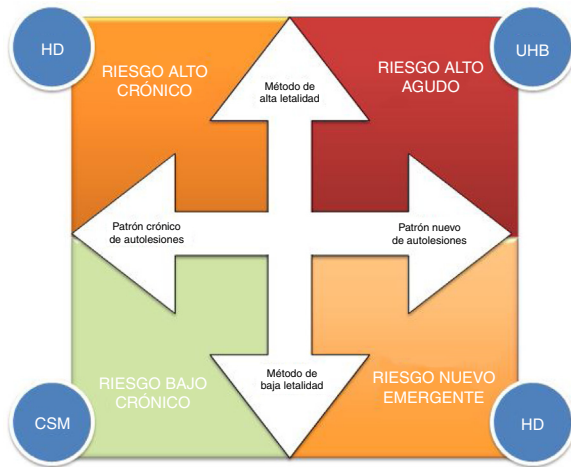 HD
UHB
RIESGO ALTO
CRÓNICO
Método de
alta letalidad
RIESGO ALTO
AGUDO
Patrón crónico
de autolesiones
Patrón nuevo
de autolesiones
RIESGO BAJO
CRÓNICO
Método de
baja letalidad
RIESGO NUEVO
EMERGENTE
CSM
HD